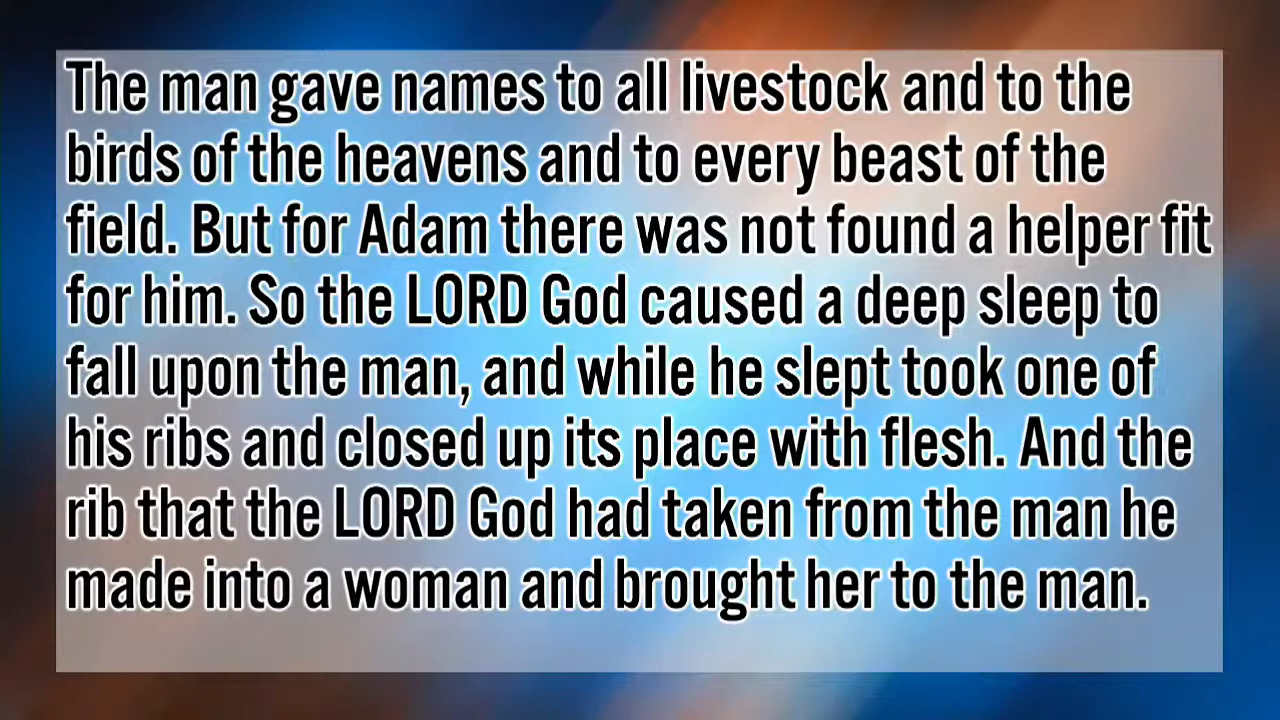 The man gave names to all livestock and to the
birds of the heavens and to every beast of the
field. But for Adam there was not found a helper fit
for him. So the LORD God caused a deep sleep to
fall upon the man, and while he slept took one of
his ribs and closed up its place with flesh. And the
rib that the LORD God had taken from the man he
made into a woman and brought her to the man.